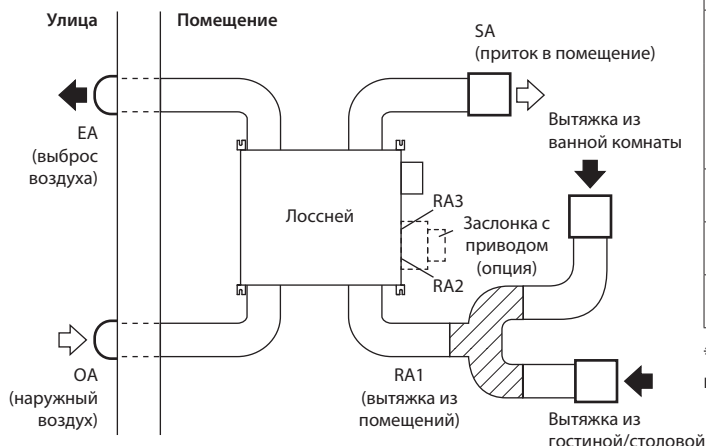 Улица
Помещение
SA
(приток в помещение)
EA
(выброс
воздуха)
Вытяжка из
ванной комнаты
Лоссней
RA3
Заслонка с
приводом
(опция)
RA2
OA
(наружный
воздух)
RA1
(вытяжка из
помещений)
Вытяжка из
гостиной/столовой
*